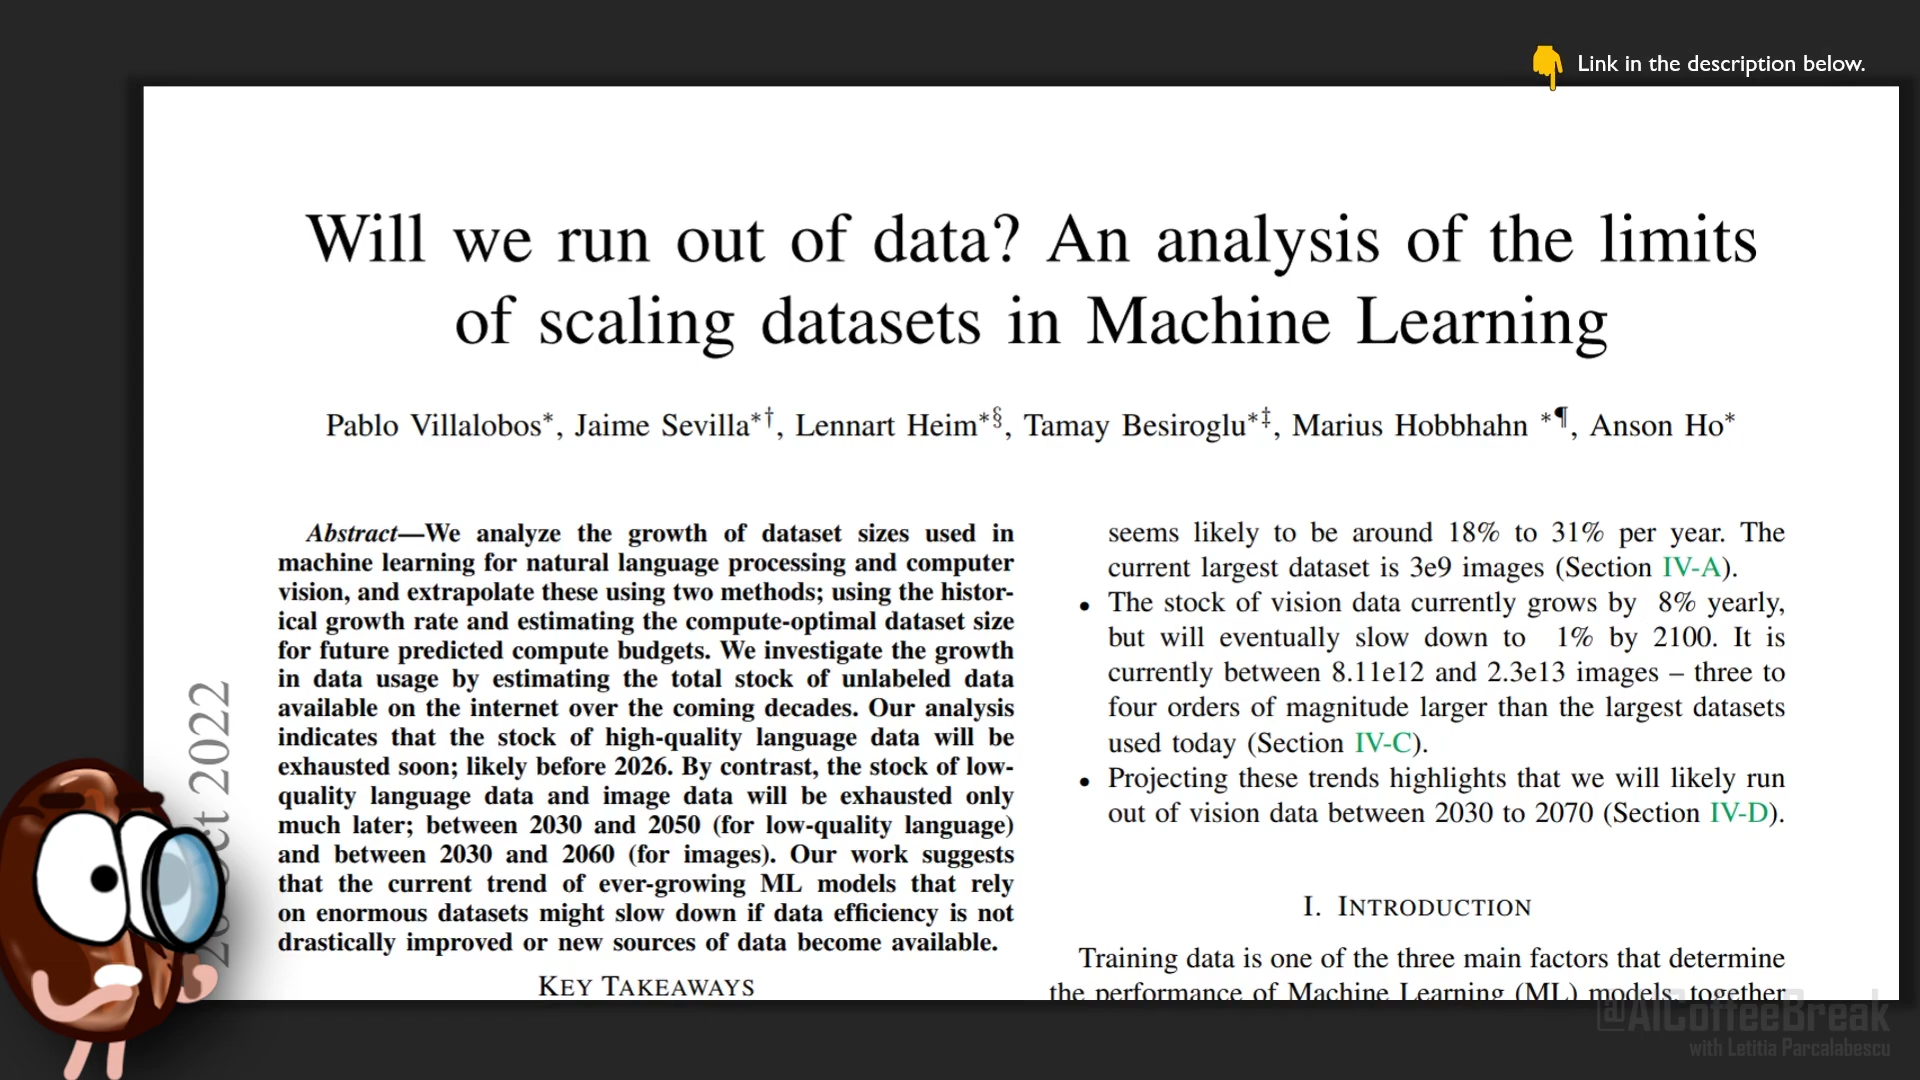 Link in the description below.
Will we run out of data? An analysis of the limits
of scaling datasets in Machine Learning
Pablo Villalobos*, Jaime Sevilla*†, Lennart Heim*§, Tamay Besiroglu*‡, Marius Hobbhahn *¶, Anson Ho*
Abstract—We analyze the growth of dataset sizes used in
machine learning for natural language processing and computer
vision, and extrapolate these using two methods; using the histor-
ical growth rate and estimating the compute-optimal dataset size
for future predicted compute budgets. We investigate the growth
in data usage by estimating the total stock of unlabeled data
available on the internet over the coming decades. Our analysis
indicates that the stock of high-quality language data will be
exhausted soon; likely before 2026. By contrast, the stock of low-
quality language data and image data will be exhausted only
much later; between 2030 and 2050 (for low-quality language)
and between 2030 and 2060 (for images). Our work suggests
that the current trend of ever-growing ML models that rely
on enormous datasets might slow down if data efficiency is not
drastically improved or new sources of data become available.
KEY TAKEAWAYS
seems likely to be around 18% to 31% per year. The
current largest dataset is 3e9 images (Section IV-A).
• The stock of vision data currently grows by 8% yearly,
but will eventually slow down to 1% by 2100. It is
currently between 8.11e12 and 2.3e13 images – three to
four orders of magnitude larger than the largest datasets
used today (Section IV-C).
• Projecting these trends highlights that we will likely run
out of vision data between 2030 to 2070 (Section IV-D).
I. INTRODUCTION
Training data is one of the three main factors that determine
the performance of Machine Learning (ML) models, together
2022
@AICoffeeBreak
with Letitia Parcalabescu